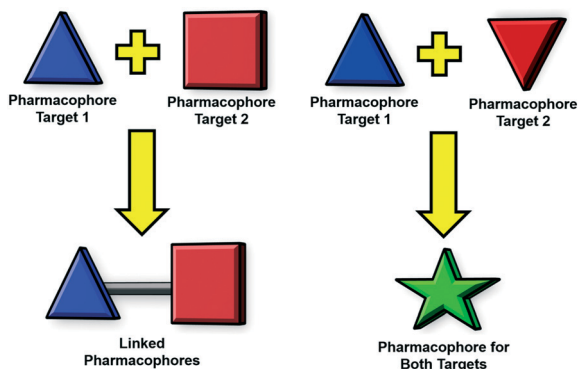 Pharmacophore
Target 1
Pharmacophore
Target 2
Pharmacophore
Target 1
Pharmacophore
Target 2
Linked
Pharmacophores
Pharmacophore for
Both Targets